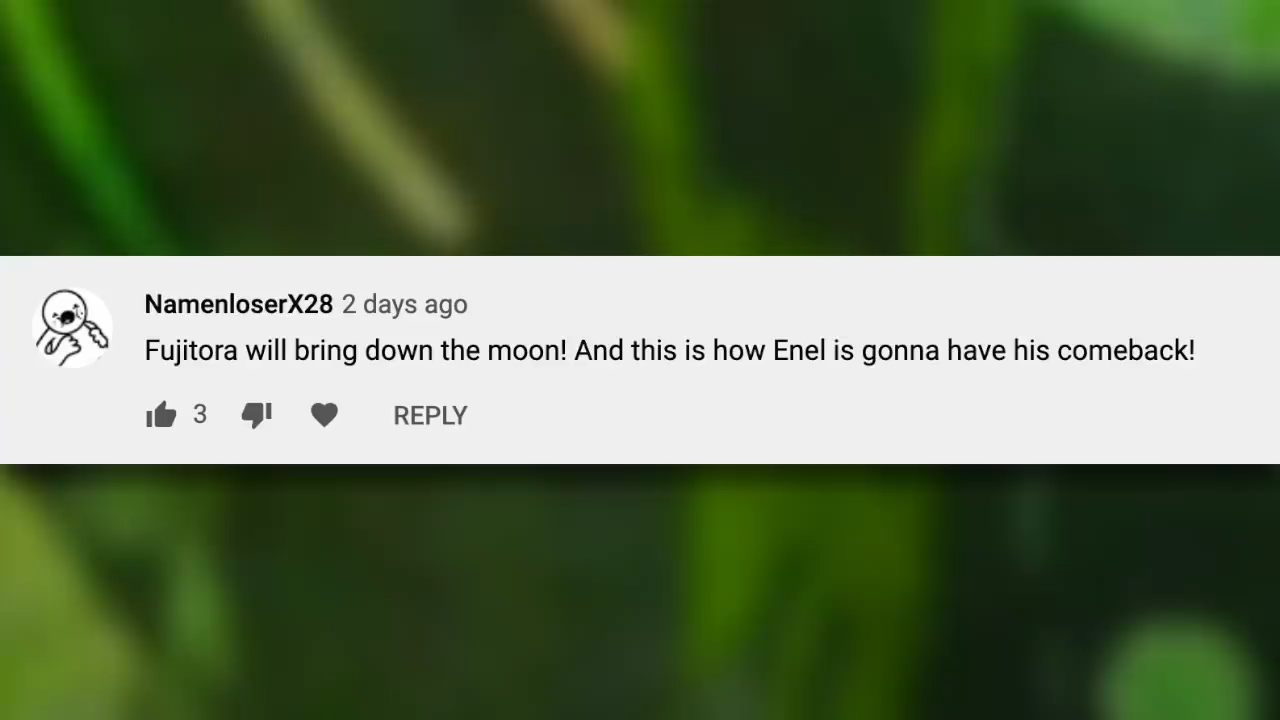 NamenloserX28 2 days ago
Fujitora will bring down the moon! And this is how Enel is gonna have his comeback!
3 REPLY